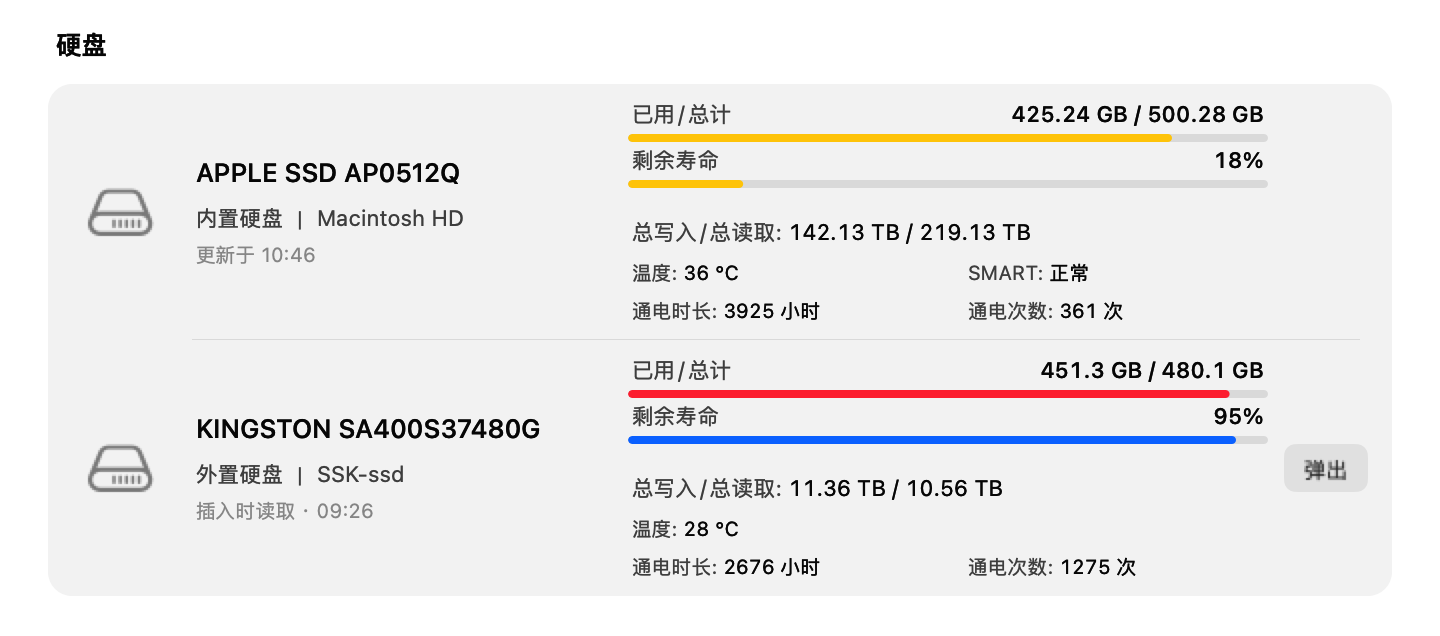 硬盘
APPLE SSD AP0512Q
内置硬盘 | Macintosh HD
更新于 10:46
已用/总计 425.24 GB / 500.28 GB
剩余寿命 18%
总写入/总读取: 142.13 TB / 219.13 TB
温度: 36 °C SMART: 正常
通电时长: 3925 小时 通电次数: 361 次
KINGSTON SA400S37480G
外置硬盘 | SSK-ssd
插入时读取 · 09:26
已用/总计 451.3 GB / 480.1 GB
剩余寿命 95%
总写入/总读取: 11.36 TB / 10.56 TB
温度: 28 °C
通电时长: 2676 小时 通电次数: 1275 次
弹出